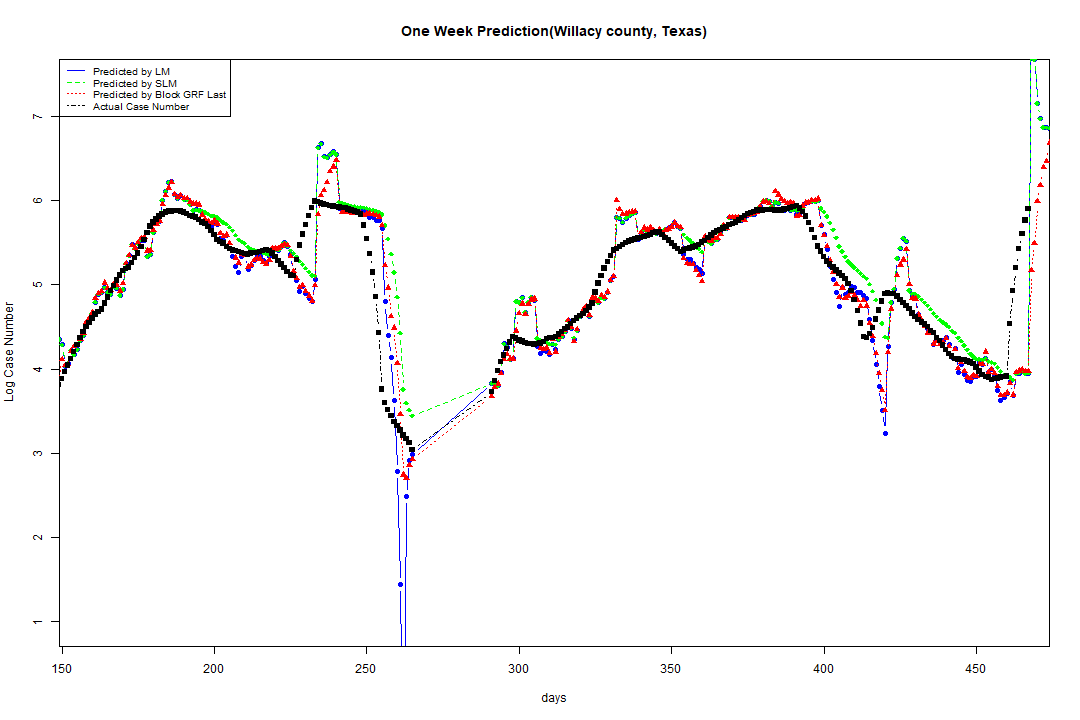 One Week Prediction(Willacy county, Texas)
Predicted by LM
Predicted by SLM
Predicted by Block GRF Last
Actual Case Number
Log Case Number
7
6
5
4
3
2
1
150 200 250 300 350 400 450
days